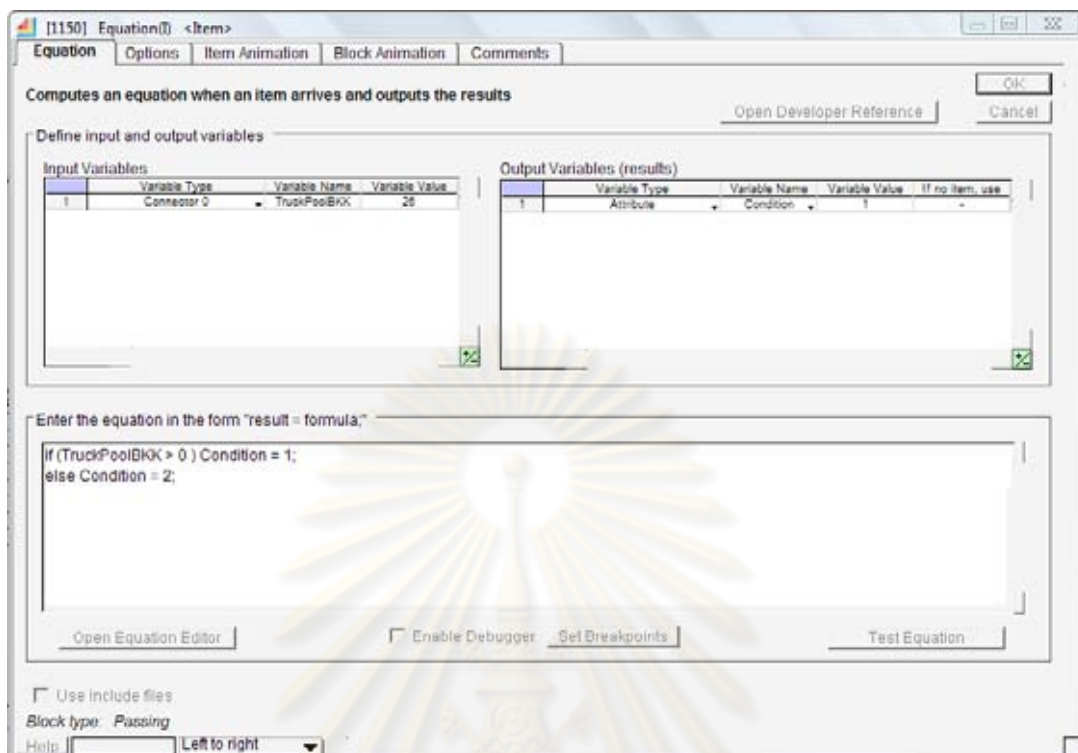 [1150] Equation(I) <Item>
Equation Options Item Animation Block Animation Comments
Computes an equation when an item arrives and outputs the results
OK
Open Developer Reference Cancel
Define input and output variables
Input Variables
Variable Type Variable Name Variable Value
1 Connector 0 TruckPoolBKK 26
Output Variables (results)
Variable Type Variable Name Variable Value If no item, use
1 Attribute Condition 1 -
Enter the equation in the form "result = formula;"
if (TruckPoolBKK > 0 ) Condition = 1;
else Condition = 2;
Open Equation Editor Enable Debugger Set Breakpoints Test Equation
Use include files
Block type: Passing
Help Left to right